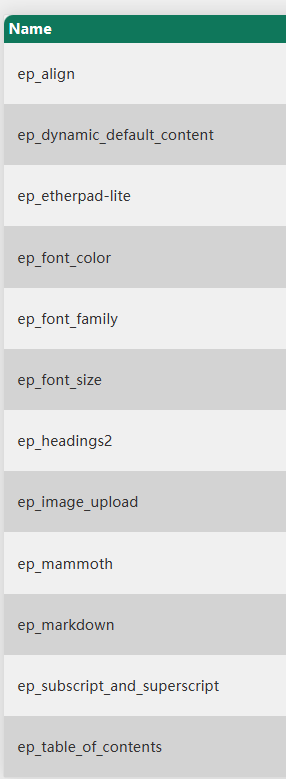 Name
ep_align
ep_dynamic_default_content
ep_etherpad-lite
ep_font_color
ep_font_family
ep_font_size
ep_headings2
ep_image_upload
ep_mammoth
ep_markdown
ep_subscript_and_superscript
ep_table_of_contents